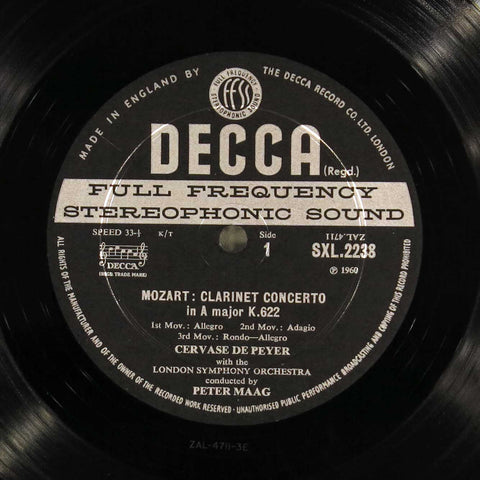 MADE IN ENGLAND BY
FULL FREQUENCY
FFSS
STEREOPHONIC SOUND
THE DECCA RECORD CO. LTD. LONDON
DECCA (Regd.)
FULL FREQUENCY
STEREOPHONIC SOUND
SPEED 33⅓ K/T
Side
1
ZAL.4711
SXL.2238
℗ 1960
DECCA
(REGD TRADE MARK)
MOZART: CLARINET CONCERTO
in A major K.622
1st Mov.: Allegro 2nd Mov.: Adagio
3rd Mov.: Rondo—Allegro
CERVASE DE PEYER
with the
LONDON SYMPHONY ORCHESTRA
conducted by
PETER MAAG
ALL RIGHTS OF THE MANUFACTURER AND OF THE OWNER OF THE RECORDED WORK RESERVED · UNAUTHORISED PUBLIC PERFORMANCE BROADCASTING AND COPYING OF THIS RECORD PROHIBITED
ZAL-4711-3E